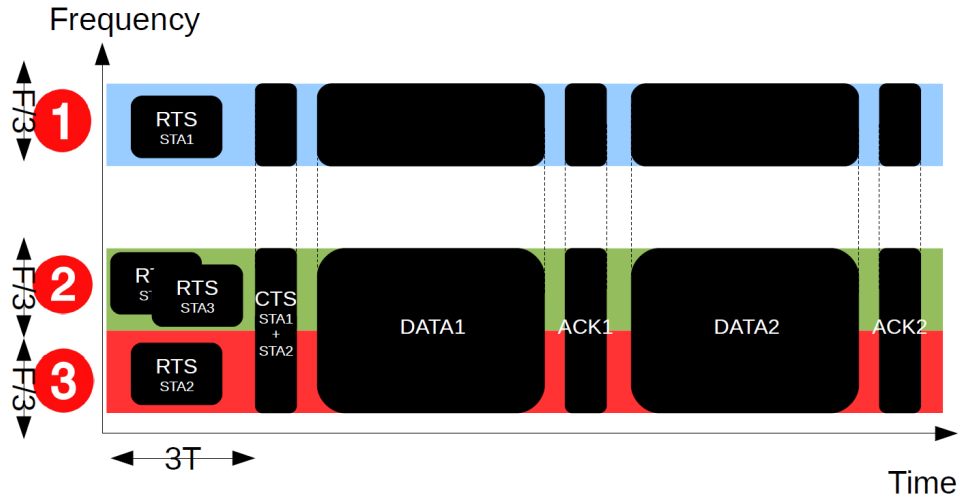 Frequency
F/3
1
RTS
STA1
F/3
2
RTS
STA3
CTS
STA1
+
STA2
DATA1
ACK1
DATA2
ACK2
F/3
3
RTS
STA2
3T
Time